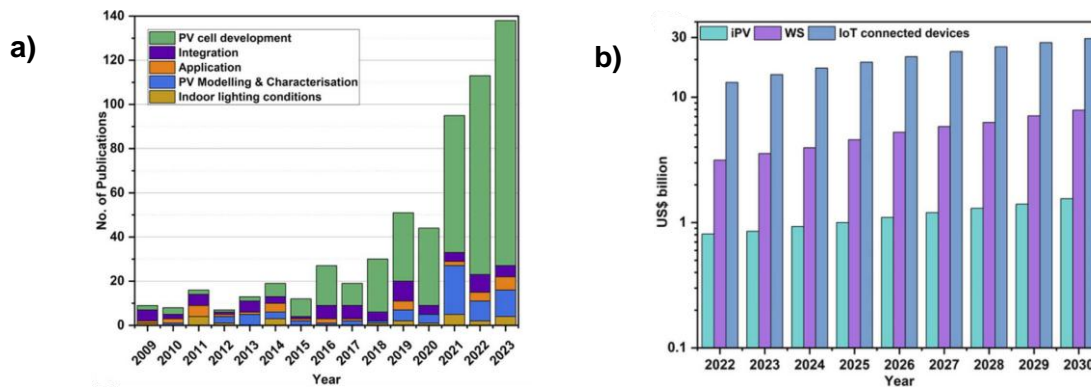 a)
140
120
100
80
60
40
20
0
No. of Publications
PV cell development
Integration
Application
PV Modelling & Characterisation
Indoor lighting conditions
2009 2010 2011 2012 2013 2014 2015 2016 2017 2018 2019 2020 2021 2022 2023
Year
b)
iPV WS IoT connected devices
30
10
1
0.1
US$ billion
2022 2023 2024 2025 2026 2027 2028 2029 2030
Year